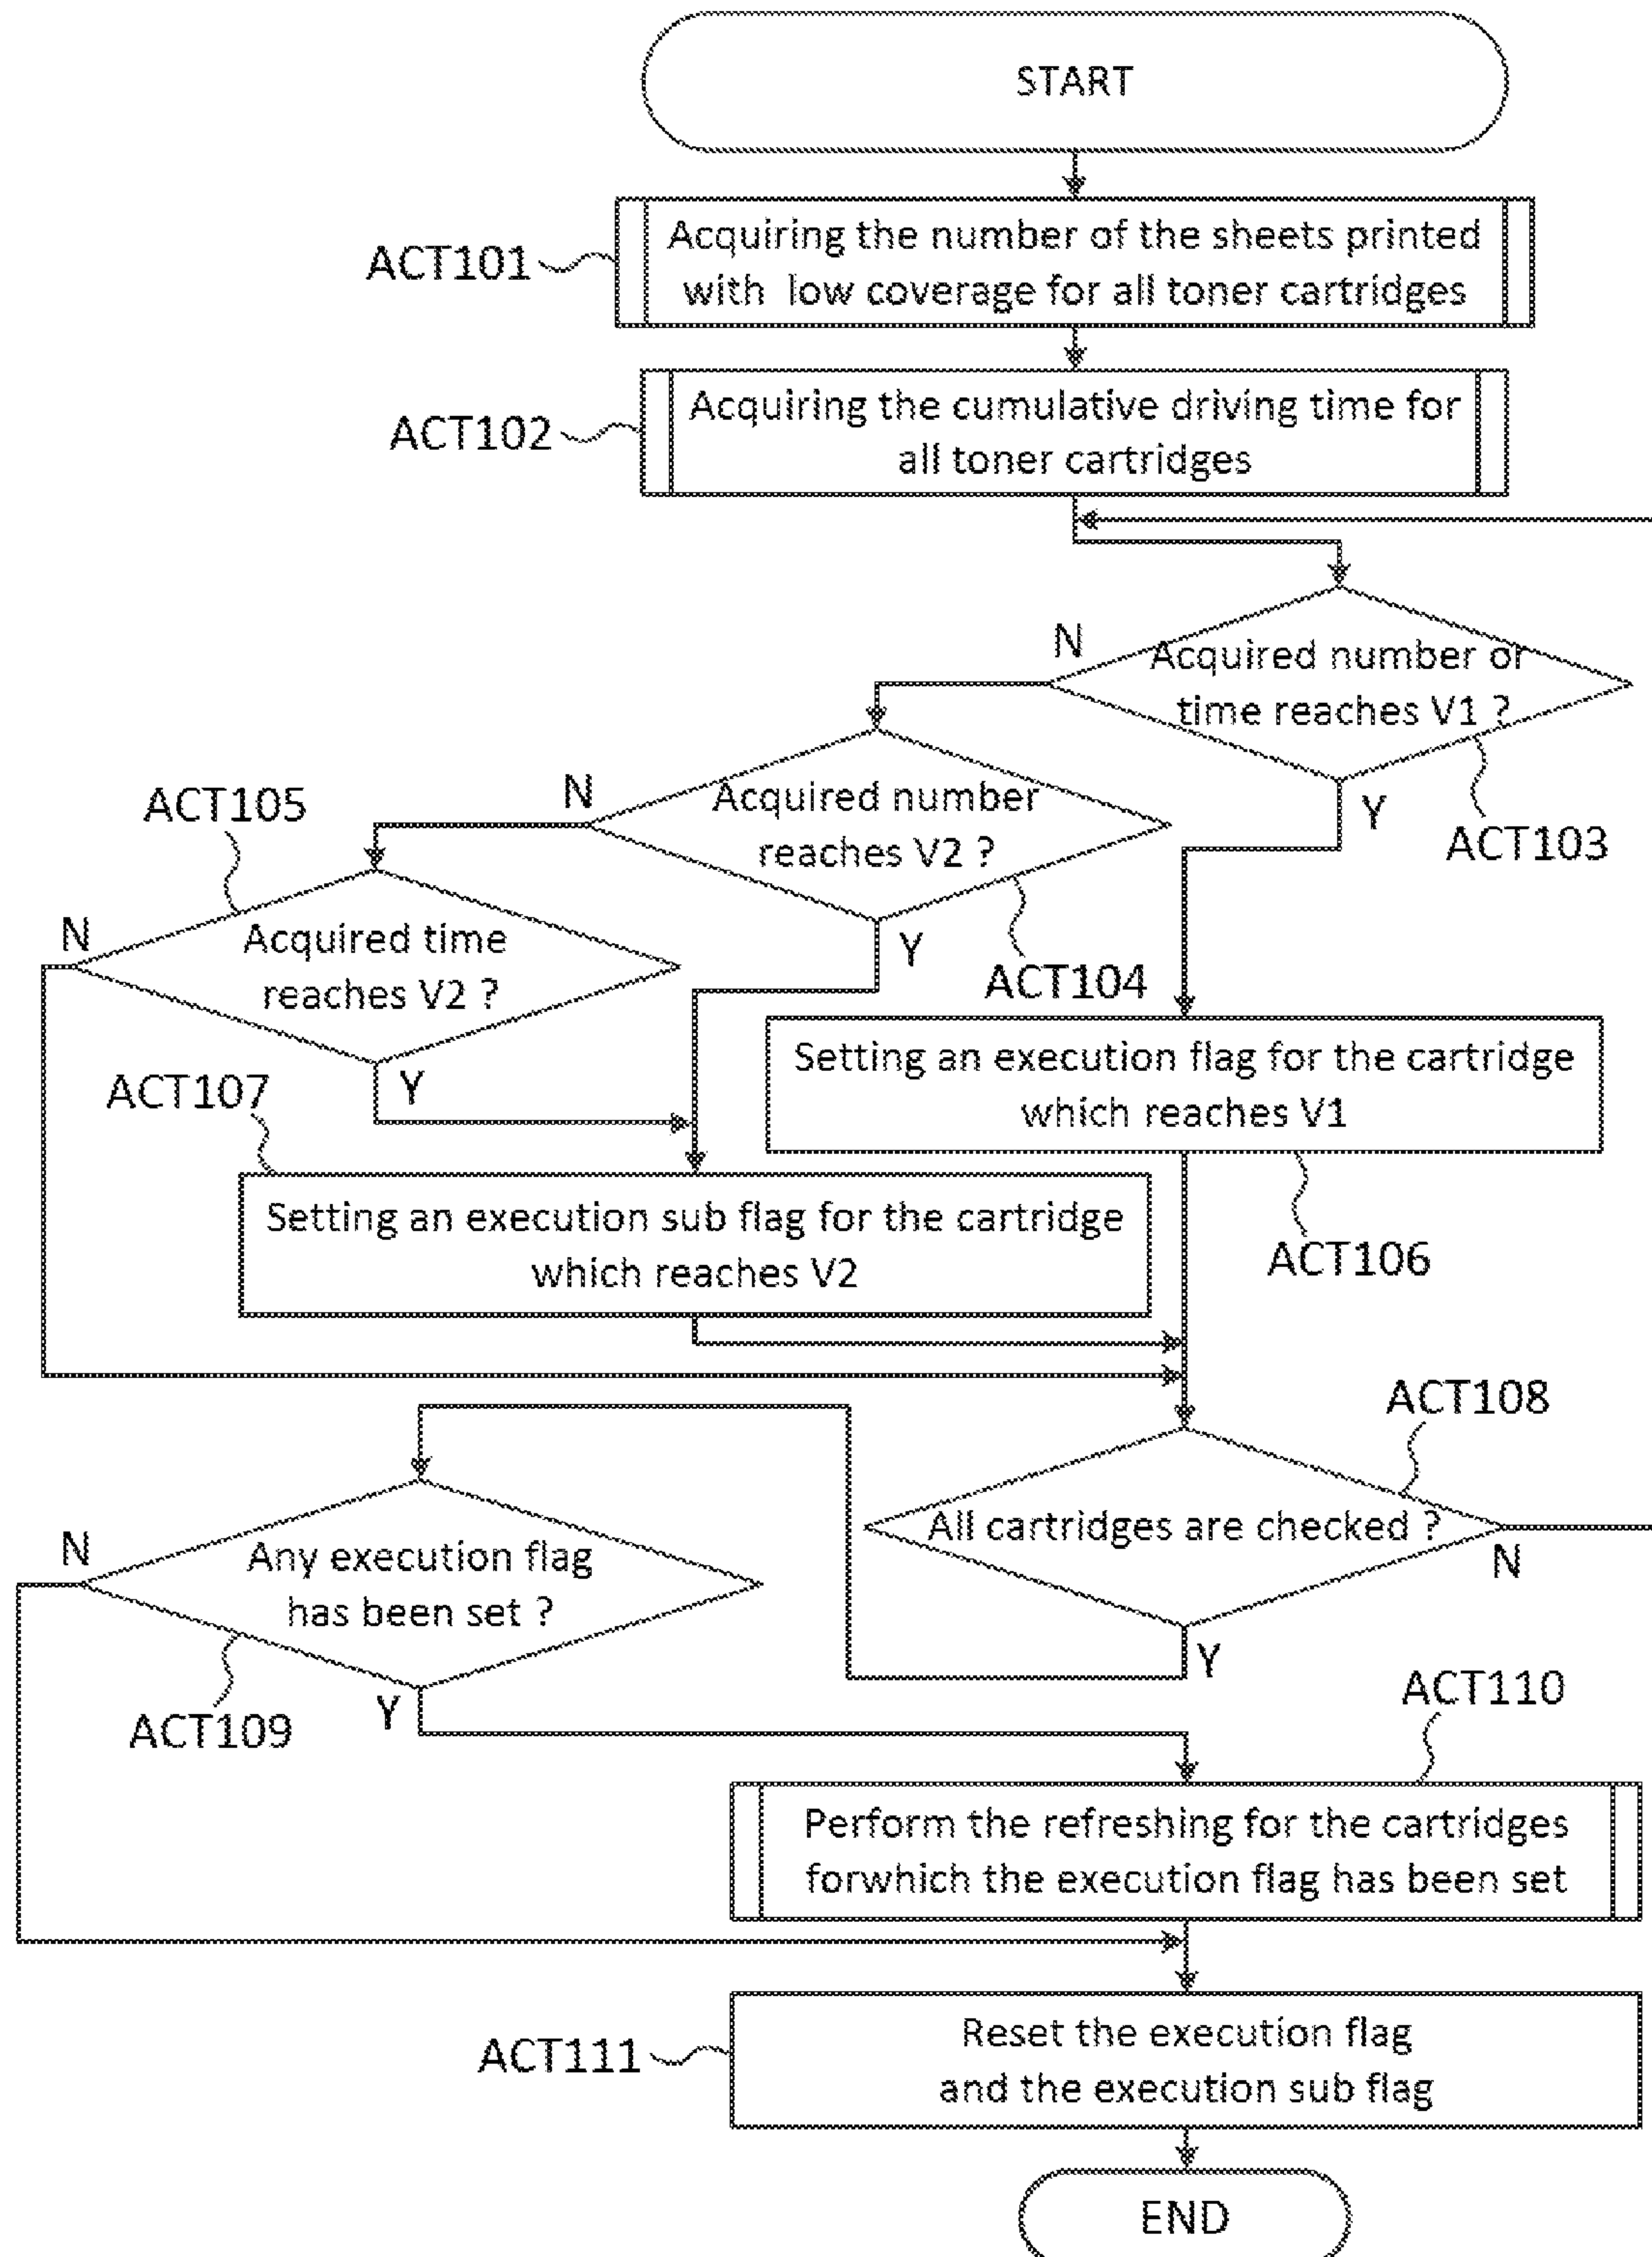 START
ACT101
Acquiring the number of the sheets printed
with low coverage for all toner cartridges
ACT102
Acquiring the cumulative driving time for
all toner cartridges
N
Acquired number or
time reaches V1 ?
Y
ACT103
N
Acquired number
reaches V2 ?
Y
ACT104
ACT105
N
Acquired time
reaches V2 ?
Y
Setting an execution flag for the cartridge
which reaches V1
ACT106
ACT107
Setting an execution sub flag for the cartridge
which reaches V2
ACT108
All cartridges are checked ?
N
Y
N
Any execution flag
has been set ?
Y
ACT109
ACT110
Perform the refreshing for the cartridges
forwhich the execution flag has been set
ACT111
Reset the execution flag
and the execution sub flag
END